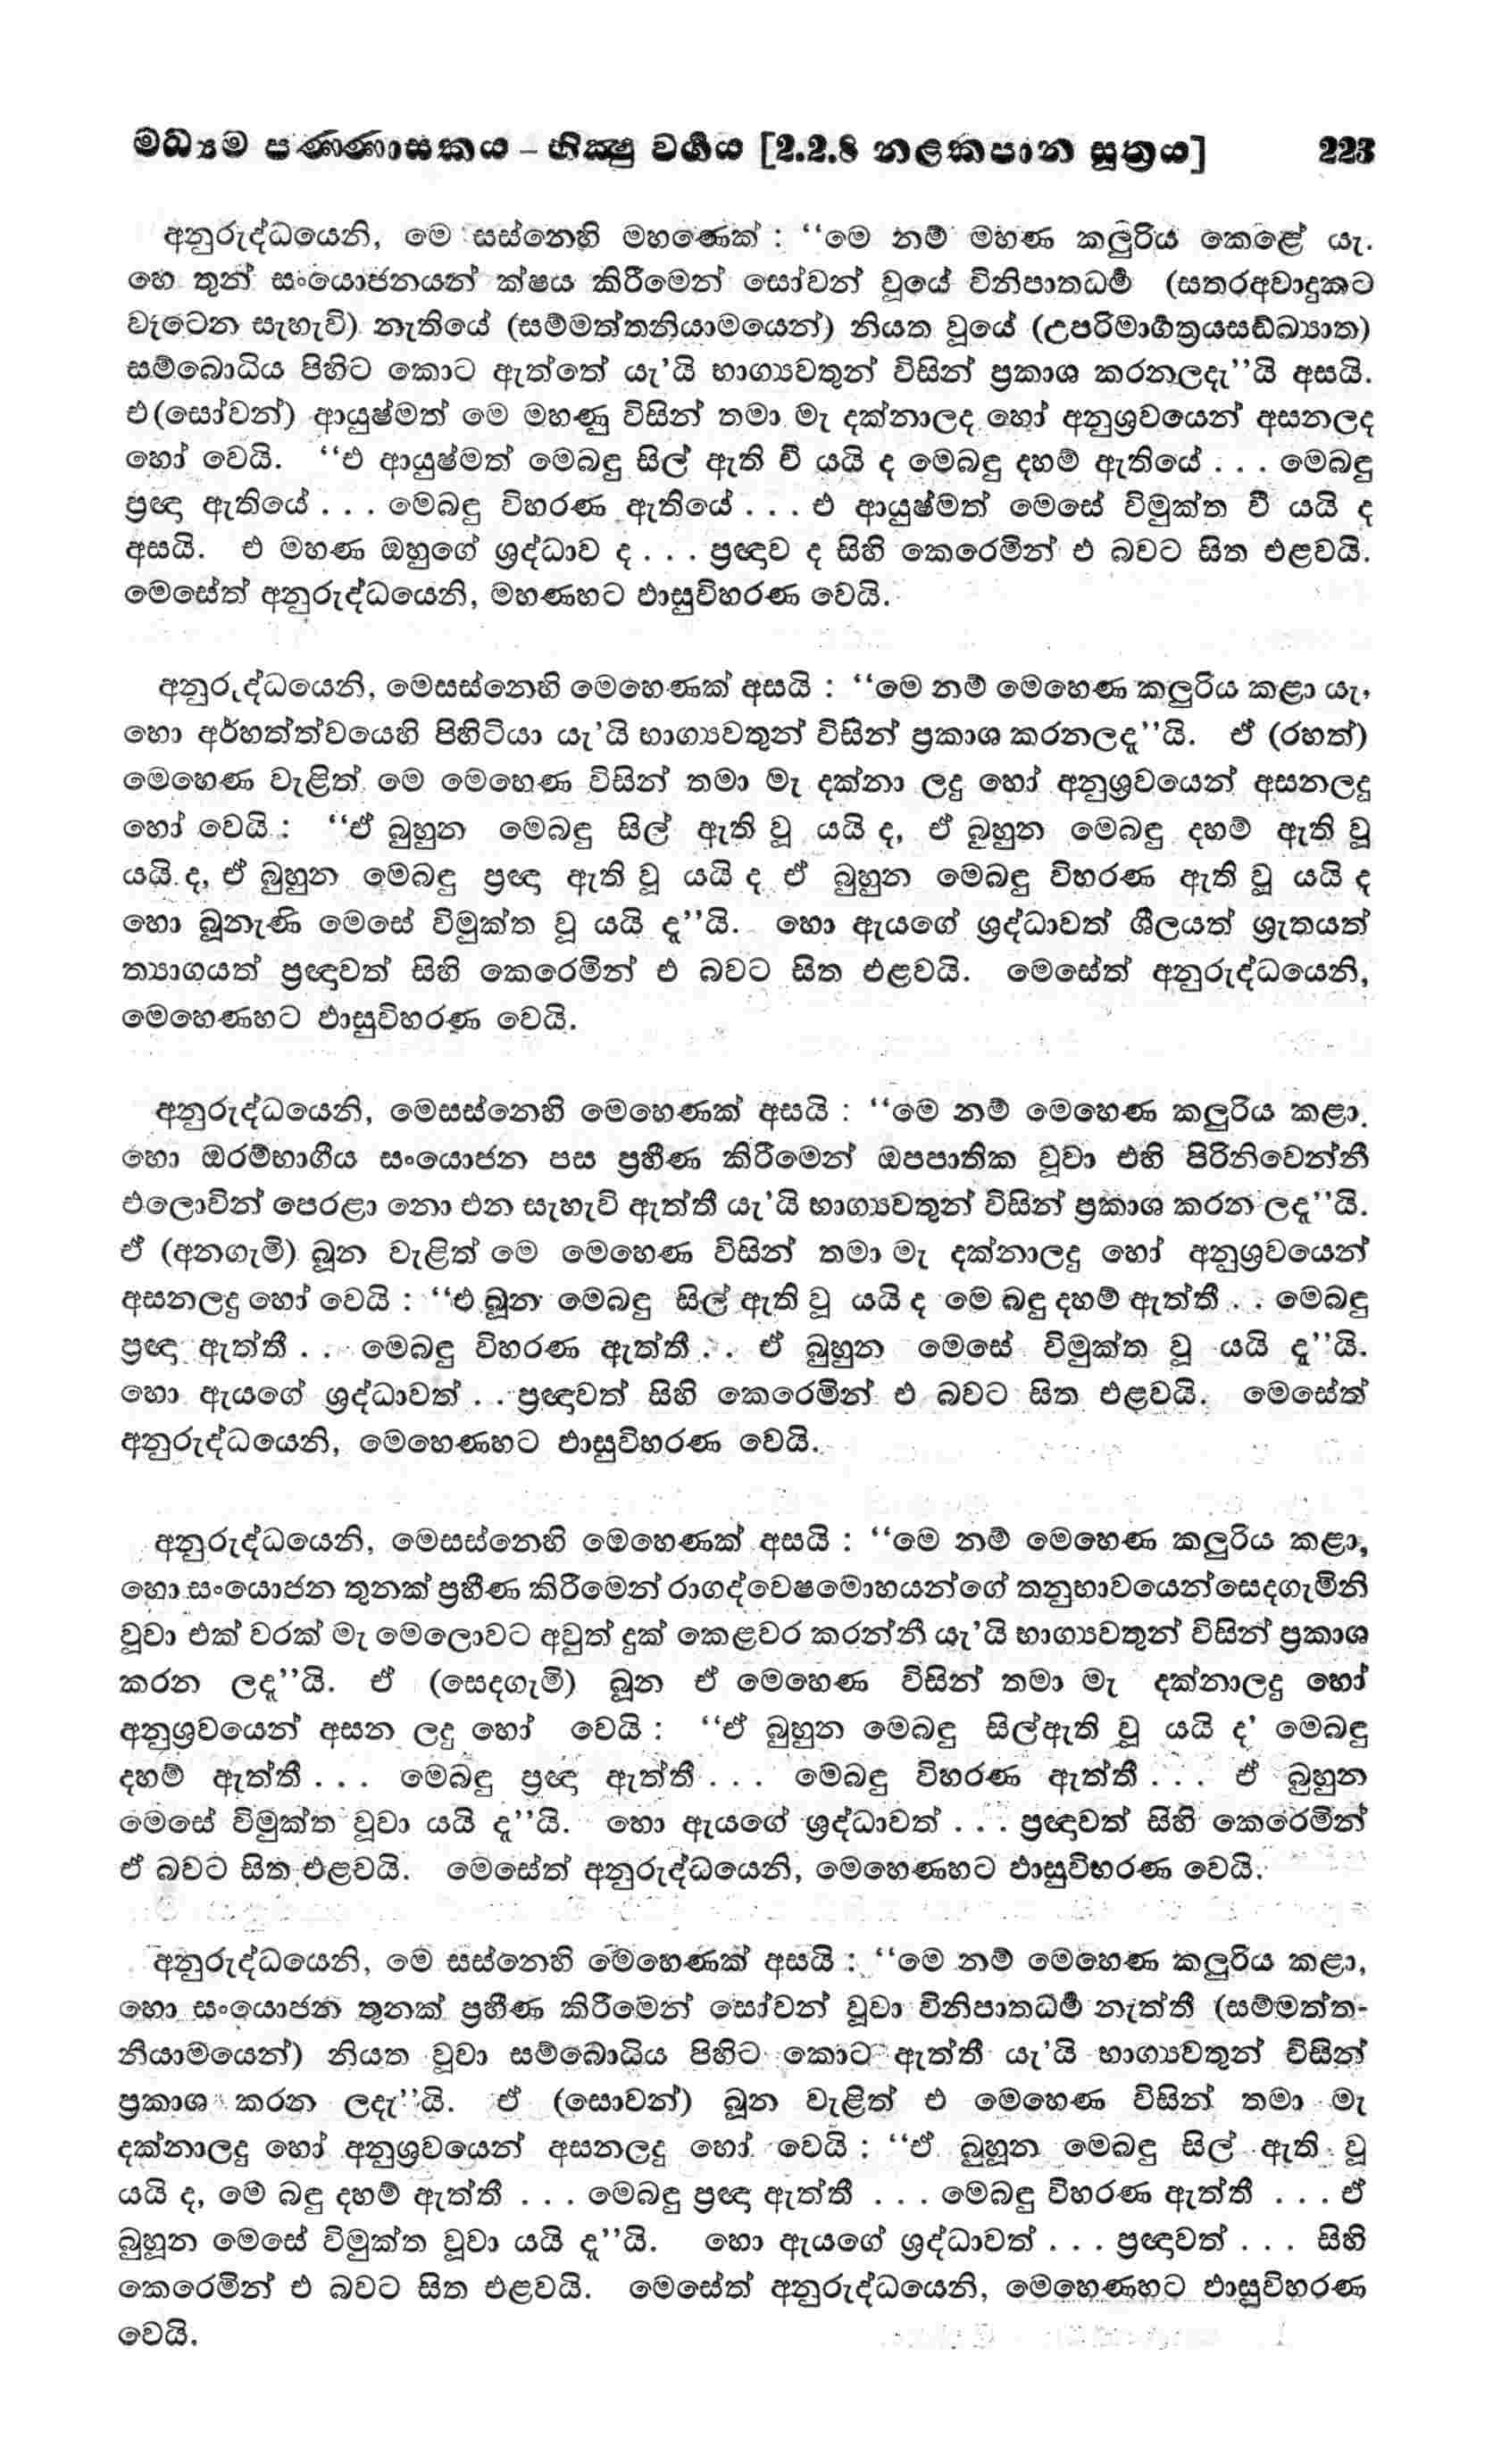 මධ්‍යම පණ්ණාසකය – භික්ෂු වර්‍ගය [2.2.8 නළකපාන සූත්‍රය] 223
අනුරුද්ධයෙනි, මෙ සස්නෙහි මහණෙක් : ‘‘මෙ නම් මහණ කලුරිය කෙළේ යැ.
හෙ තුන් සංයොජනයන් ක්ෂය කිරීමෙන් සෝවන් වූයේ විනිපාතධර්‍ම (සතරඅවාදුකට
වැටෙන සැහැවි) නැතියේ (සම්මත්තනියාමයෙන්) නියත වූයේ (උපරිමාර්‍ගත්‍රයසඞ්ඛ්‍යාත)
සම්බොධිය පිහිට කොට ඇත්තේ යැ’යි භාග්‍යවතුන් විසින් ප්‍රකාශ කරනලදැ’’යි අසයි.
එ(සෝවන්) ආයුෂ්මත් මෙ මහණු විසින් තමා මැ දක්නාලද හෝ අනුශ්‍රවයෙන් අසනලද
හෝ වෙයි. ‘‘එ ආයුෂ්මත් මෙබඳු සිල් ඇති වී යයි ද මෙබඳු දහම් ඇතියේ . . . මෙබඳු
ප්‍රඥා ඇතියේ . . . මෙබඳු විහරණ ඇතියේ . . . එ ආයුෂ්මත් මෙසේ විමුක්ත වී යයි ද
අසයි. එ මහණ ඔහුගේ ශ්‍රද්ධාව ද . . . ප්‍රඥාව ද සිහි කෙරෙමින් එ බවට සිත එළවයි.
මෙසේත් අනුරුද්ධයෙනි, මහණහට ඵාසුවිහරණ වෙයි.
අනුරුද්ධයෙනි, මෙසස්නෙහි මෙහෙණක් අසයි : ‘‘මෙ නම් මෙහෙණ කලුරිය කළා යැ,
හො අර්හත්ත්වයෙහි පිහිටියා යැ’යි භාග්‍යවතුන් විසින් ප්‍රකාශ කරනලදූ’’යි. ඒ (රහත්)
මෙහෙණ වැළිත් මෙ මෙහෙණ විසින් තමා මැ දක්නා ලදු හෝ අනුශ්‍රවයෙන් අසනලදු
හෝ වෙයි : ‘‘ඒ බුහුන මෙබඳු සිල් ඇති වූ යයි ද, ඒ බුහුන මෙබඳු දහම් ඇති වූ
යයි ද, ඒ බුහුන මෙබඳු ප්‍රඥා ඇති වූ යයි ද ඒ බුහුන මෙබඳු විහරණ ඇති වූ යයි ද
හො බූනැණි මෙසේ විමුක්ත වූ යයි දූ’’යි. හො ඇයගේ ශ්‍රද්ධාවත් ශීලයත් ශ්‍රැතයත්
ත්‍යාගයත් ප්‍රඥාවත් සිහි කෙරෙමින් එ බවට සිත එළවයි. මෙසේත් අනුරුද්ධයෙනි,
මෙහෙණහට ඵාසුවිහරණ වෙයි.
අනුරුද්ධයෙනි, මෙසස්නෙහි මෙහෙණක් අසයි : ‘‘මෙ නම් මෙහෙණ කලුරිය කළා.
හො ඔරම්භාගීය සංයොජන පස ප්‍රහීණ කිරීමෙන් ඔපපාතික වූවා එහි පිරිනිවෙන්නී
එලොවින් පෙරළා නො එන සැහැවි ඇත්තී යැ’යි භාග්‍යවතුන් විසින් ප්‍රකාශ කරන ලදූ’’යි.
ඒ (අනගැමි) බූන වැළිත් මෙ මෙහෙණ විසින් තමා මැ දක්නාලදු හෝ අනුශ්‍රවයෙන්
අසනලදු හෝ වෙයි : ‘‘එ බූන මෙබඳු සිල් ඇති වූ යයි ද මෙ බඳු දහම් ඇත්තී . . මෙබඳු
ප්‍රඥා ඇත්තී . . මෙබඳු විහරණ ඇත්තී . . ඒ බුහුන මෙසේ විමුක්ත වූ යයි දූ’’යි.
හො ඇයගේ ශ්‍රද්ධාවත් . . ප්‍රඥාවත් සිහි කෙරෙමින් එ බවට සිත එළවයි. මෙසේත්
අනුරුද්ධයෙනි, මෙහෙණහට ඵාසුවිහරණ වෙයි.
අනුරුද්ධයෙනි, මෙසස්නෙහි මෙහෙණක් අසයි : ‘‘මෙ නම් මෙහෙණ කලුරිය කළා,
හො සංයොජන තුනක් ප්‍රහීණ කිරීමෙන් රාගද්වෙෂමොහයන්ගේ තනුභාවයෙන්සෙදගැමිනි
වූවා එක් වරක් මැ මෙලොවට අවුත් දුක් කෙළවර කරන්නී යැ’යි භාග්‍යවතුන් විසින් ප්‍රකාශ
කරන ලදූ’’යි. ඒ (සෙදගැමි) බූන ඒ මෙහෙණ විසින් තමා මැ දක්නාලදු හෝ
අනුශ්‍රවයෙන් අසන ලදු හෝ වෙයි : ‘‘ඒ බුහුන මෙබඳු සිල්ඇති වූ යයි ද’ මෙබඳු
දහම් ඇත්තී . . . මෙබඳු ප්‍රඥා ඇත්තී . . . මෙබඳු විහරණ ඇත්තී . . . ඒ බුහුන
මෙසේ විමුක්ත වූවා යයි දූ’’යි. හො ඇයගේ ශ්‍රද්ධාවත් . . . ප්‍රඥාවත් සිහි කෙරෙමින්
ඒ බවට සිත එළවයි. මෙසේත් අනුරුද්ධයෙනි, මෙහෙණහට ඵාසුවිහරණ වෙයි.
අනුරුද්ධයෙනි, මෙ සස්නෙහි මෙහෙණක් අසයි : ‘‘මෙ නම් මෙහෙණ කලුරිය කළා,
හො සංයොජන තුනක් ප්‍රහීණ කිරීමෙන් සෝවන් වූවා විනිපාතධර්‍ම නැත්තී (සම්මත්ත-
නියාමයෙන්) නියත වූවා සම්බොධිය පිහිට කොට ඇත්තී යැ’යි භාග්‍යවතුන් විසින්
ප්‍රකාශ කරන ලදැ’’යි. ඒ (සොවන්) බූන වැළිත් එ මෙහෙණ විසින් තමා මැ
දක්නාලදු හෝ අනුශ්‍රවයෙන් අසනලදු හෝ වෙයි : ‘‘ඒ බුහූන මෙබඳු සිල් ඇති වූ
යයි ද, මෙ බඳු දහම් ඇත්තී . . . මෙබඳු ප්‍රඥා ඇත්තී . . . මෙබඳු විහරණ ඇත්තී . . . ඒ
බුහූන මෙසේ විමුක්ත වූවා යයි දූ’’යි. හො ඇයගේ ශ්‍රද්ධාවත් . . . ප්‍රඥාවත් . . . සිහි
කෙරෙමින් එ බවට සිත එළවයි. මෙසේත් අනුරුද්ධයෙනි, මෙහෙණහට ඵාසුවිහරණ
වෙයි.